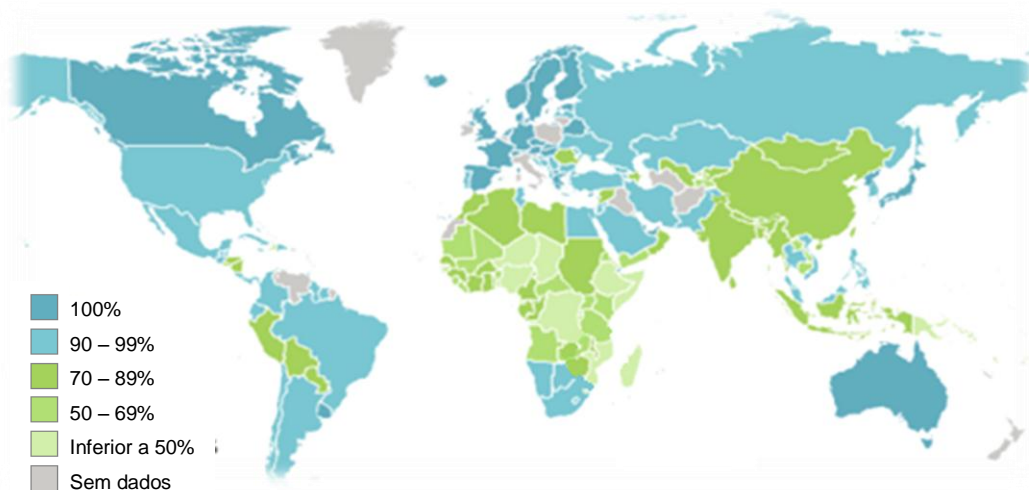 100%
90 – 99%
70 – 89%
50 – 69%
Inferior a 50%
Sem dados